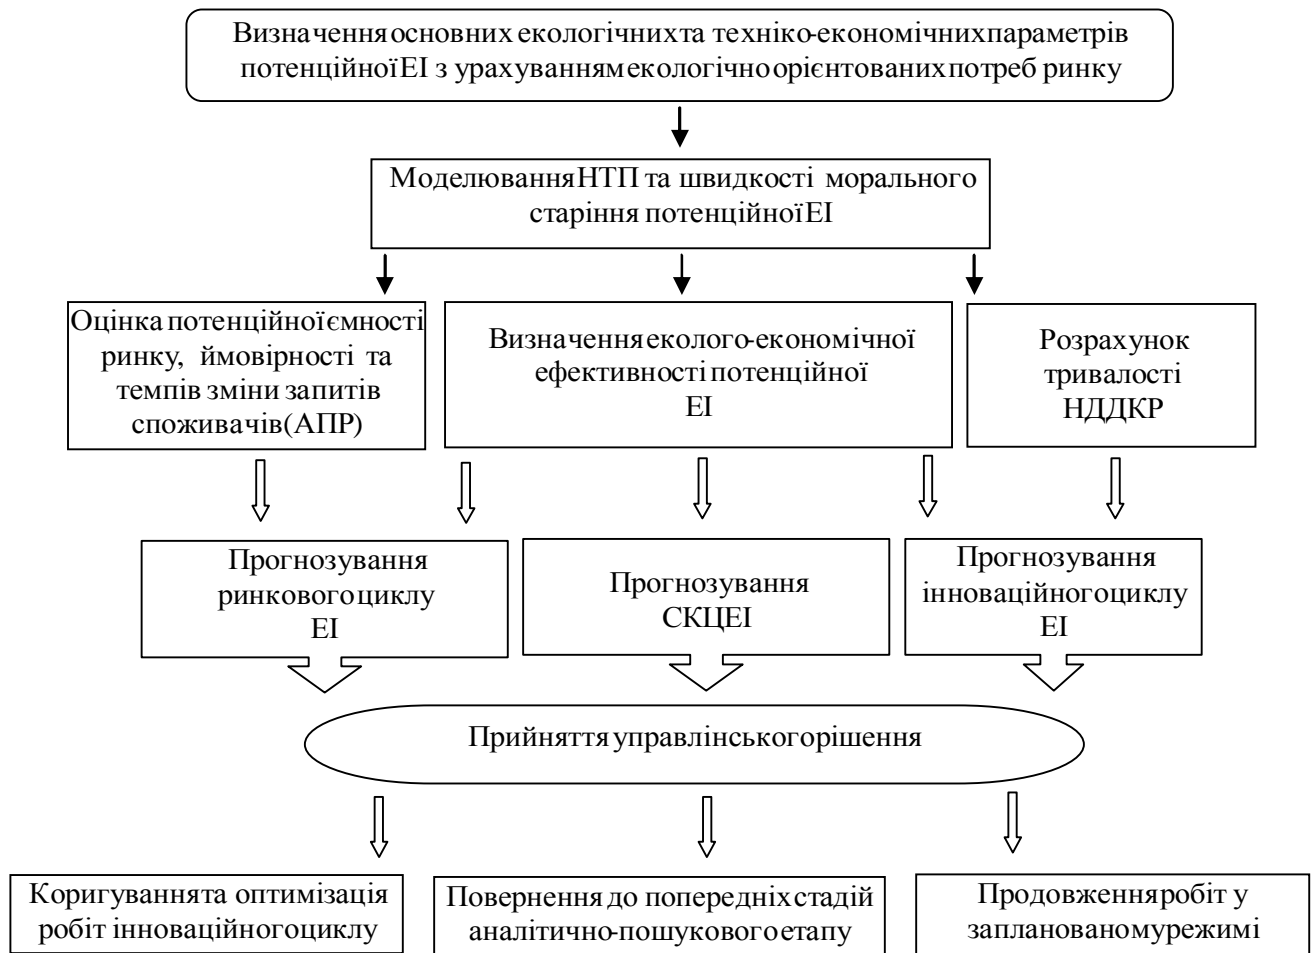 Визначення основних екологічних та техніко-економічних параметрів
потенційної ЕІ з урахуванням екологічно орієнтованих потреб ринку
Моделювання НТП та швидкості морального
старіння потенційної ЕІ
Оцінка потенційної ємності
ринку, ймовірності та
темпів зміни запитів
споживачів (АПР)
Визначення еколого-економічної
ефективності потенційної
ЕІ
Розрахунок
тривалості
НДДКР
Прогнозування
ринкового циклу
ЕІ
Прогнозування
СКЦЕІ
Прогнозування
інноваційного циклу
ЕІ
Прийняття управлінського рішення
Коригування та оптимізація
робіт інноваційного циклу
Повернення до попередніх стадій
аналітично-пошукового етапу
Продовження робіт у
запланованому режимі